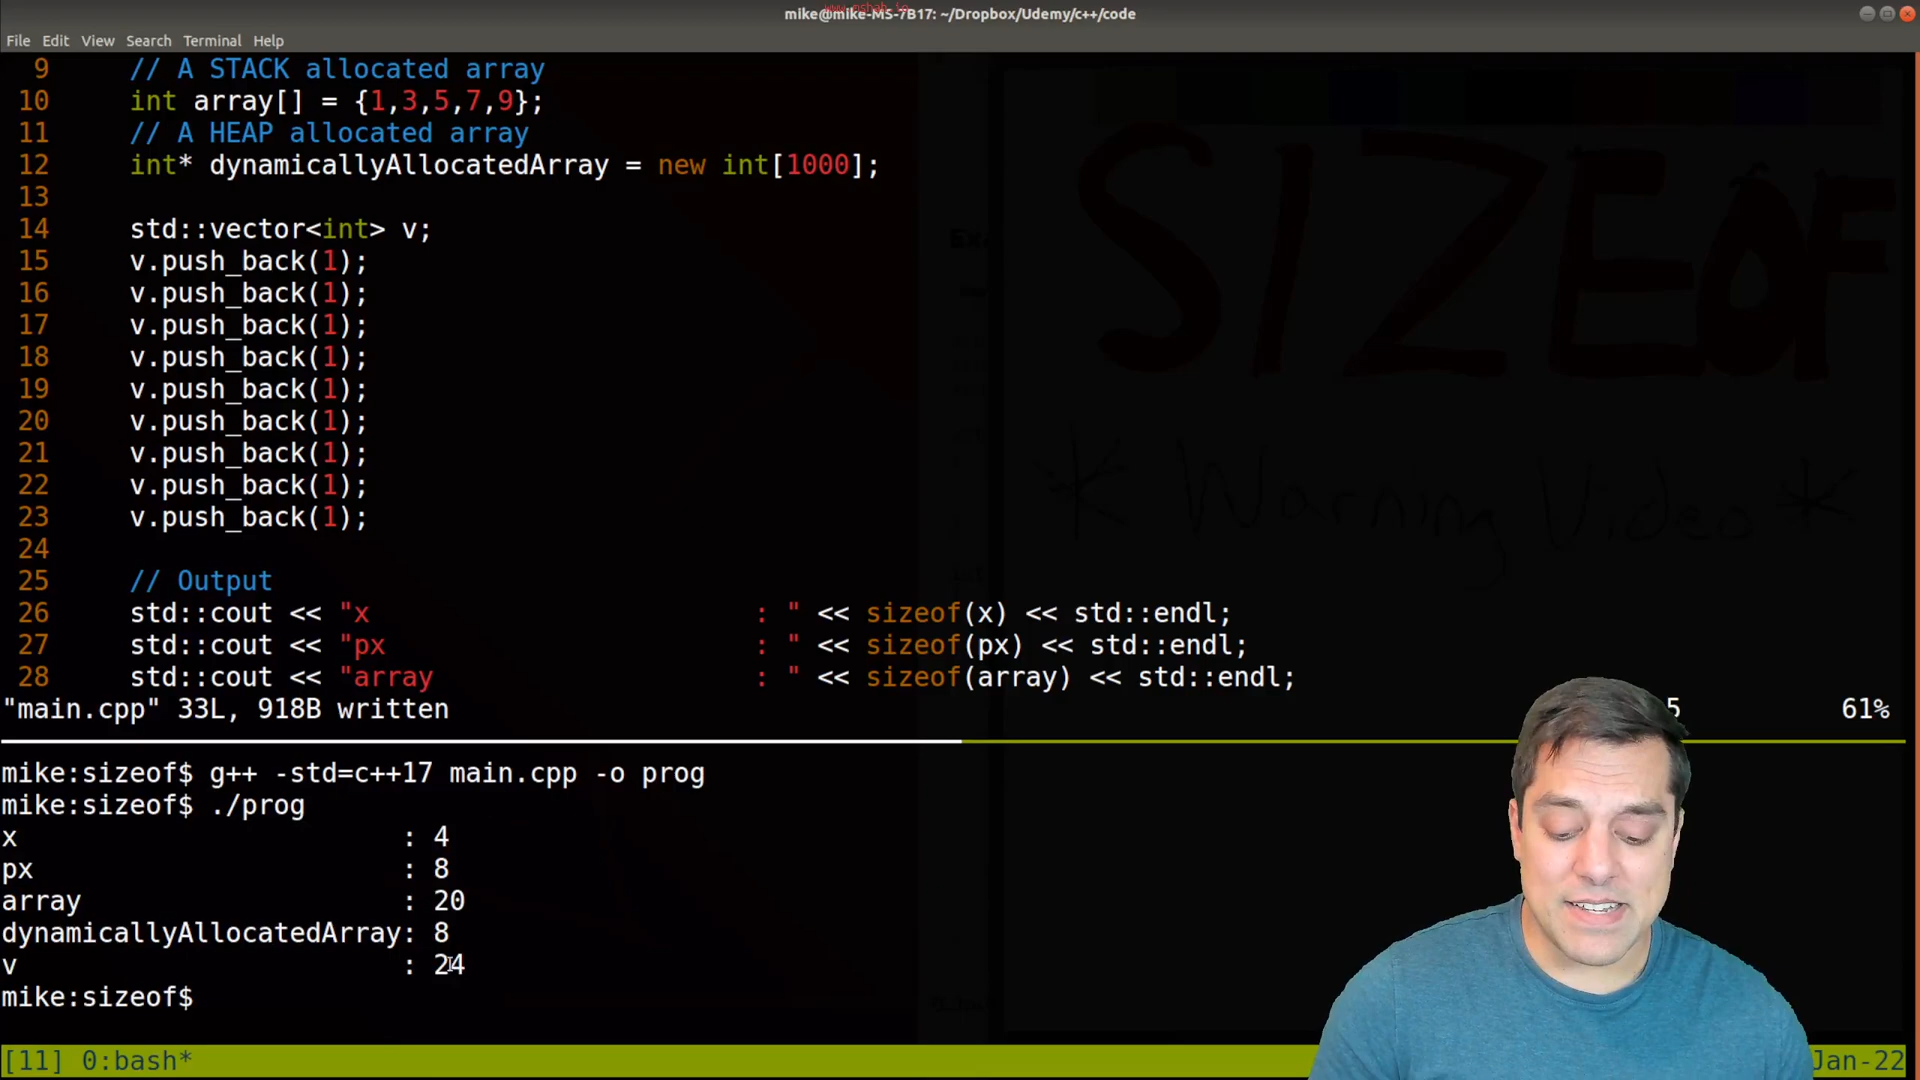 www.mshah.io
mike@mike-MS-7B17: ~/Dropbox/Udemy/c++/code
File Edit View Search Terminal Help
9 // A STACK allocated array
10 int array[] = {1,3,5,7,9};
11 // A HEAP allocated array
12 int* dynamicallyAllocatedArray = new int[1000];
13
14 std::vector<int> v;
15 v.push_back(1);
16 v.push_back(1);
17 v.push_back(1);
18 v.push_back(1);
19 v.push_back(1);
20 v.push_back(1);
21 v.push_back(1);
22 v.push_back(1);
23 v.push_back(1);
24
25 // Output
26 std::cout << "x : " << sizeof(x) << std::endl;
27 std::cout << "px : " << sizeof(px) << std::endl;
28 std::cout << "array : " << sizeof(array) << std::endl;
"main.cpp" 33L, 918B written 5 61%
mike:sizeof$ g++ -std=c++17 main.cpp -o prog
mike:sizeof$ ./prog
x : 4
px : 8
array : 20
dynamicallyAllocatedArray: 8
v : 24
mike:sizeof$
[11] 0:bash* Jan-22
SIZEOF
* Warning Video *